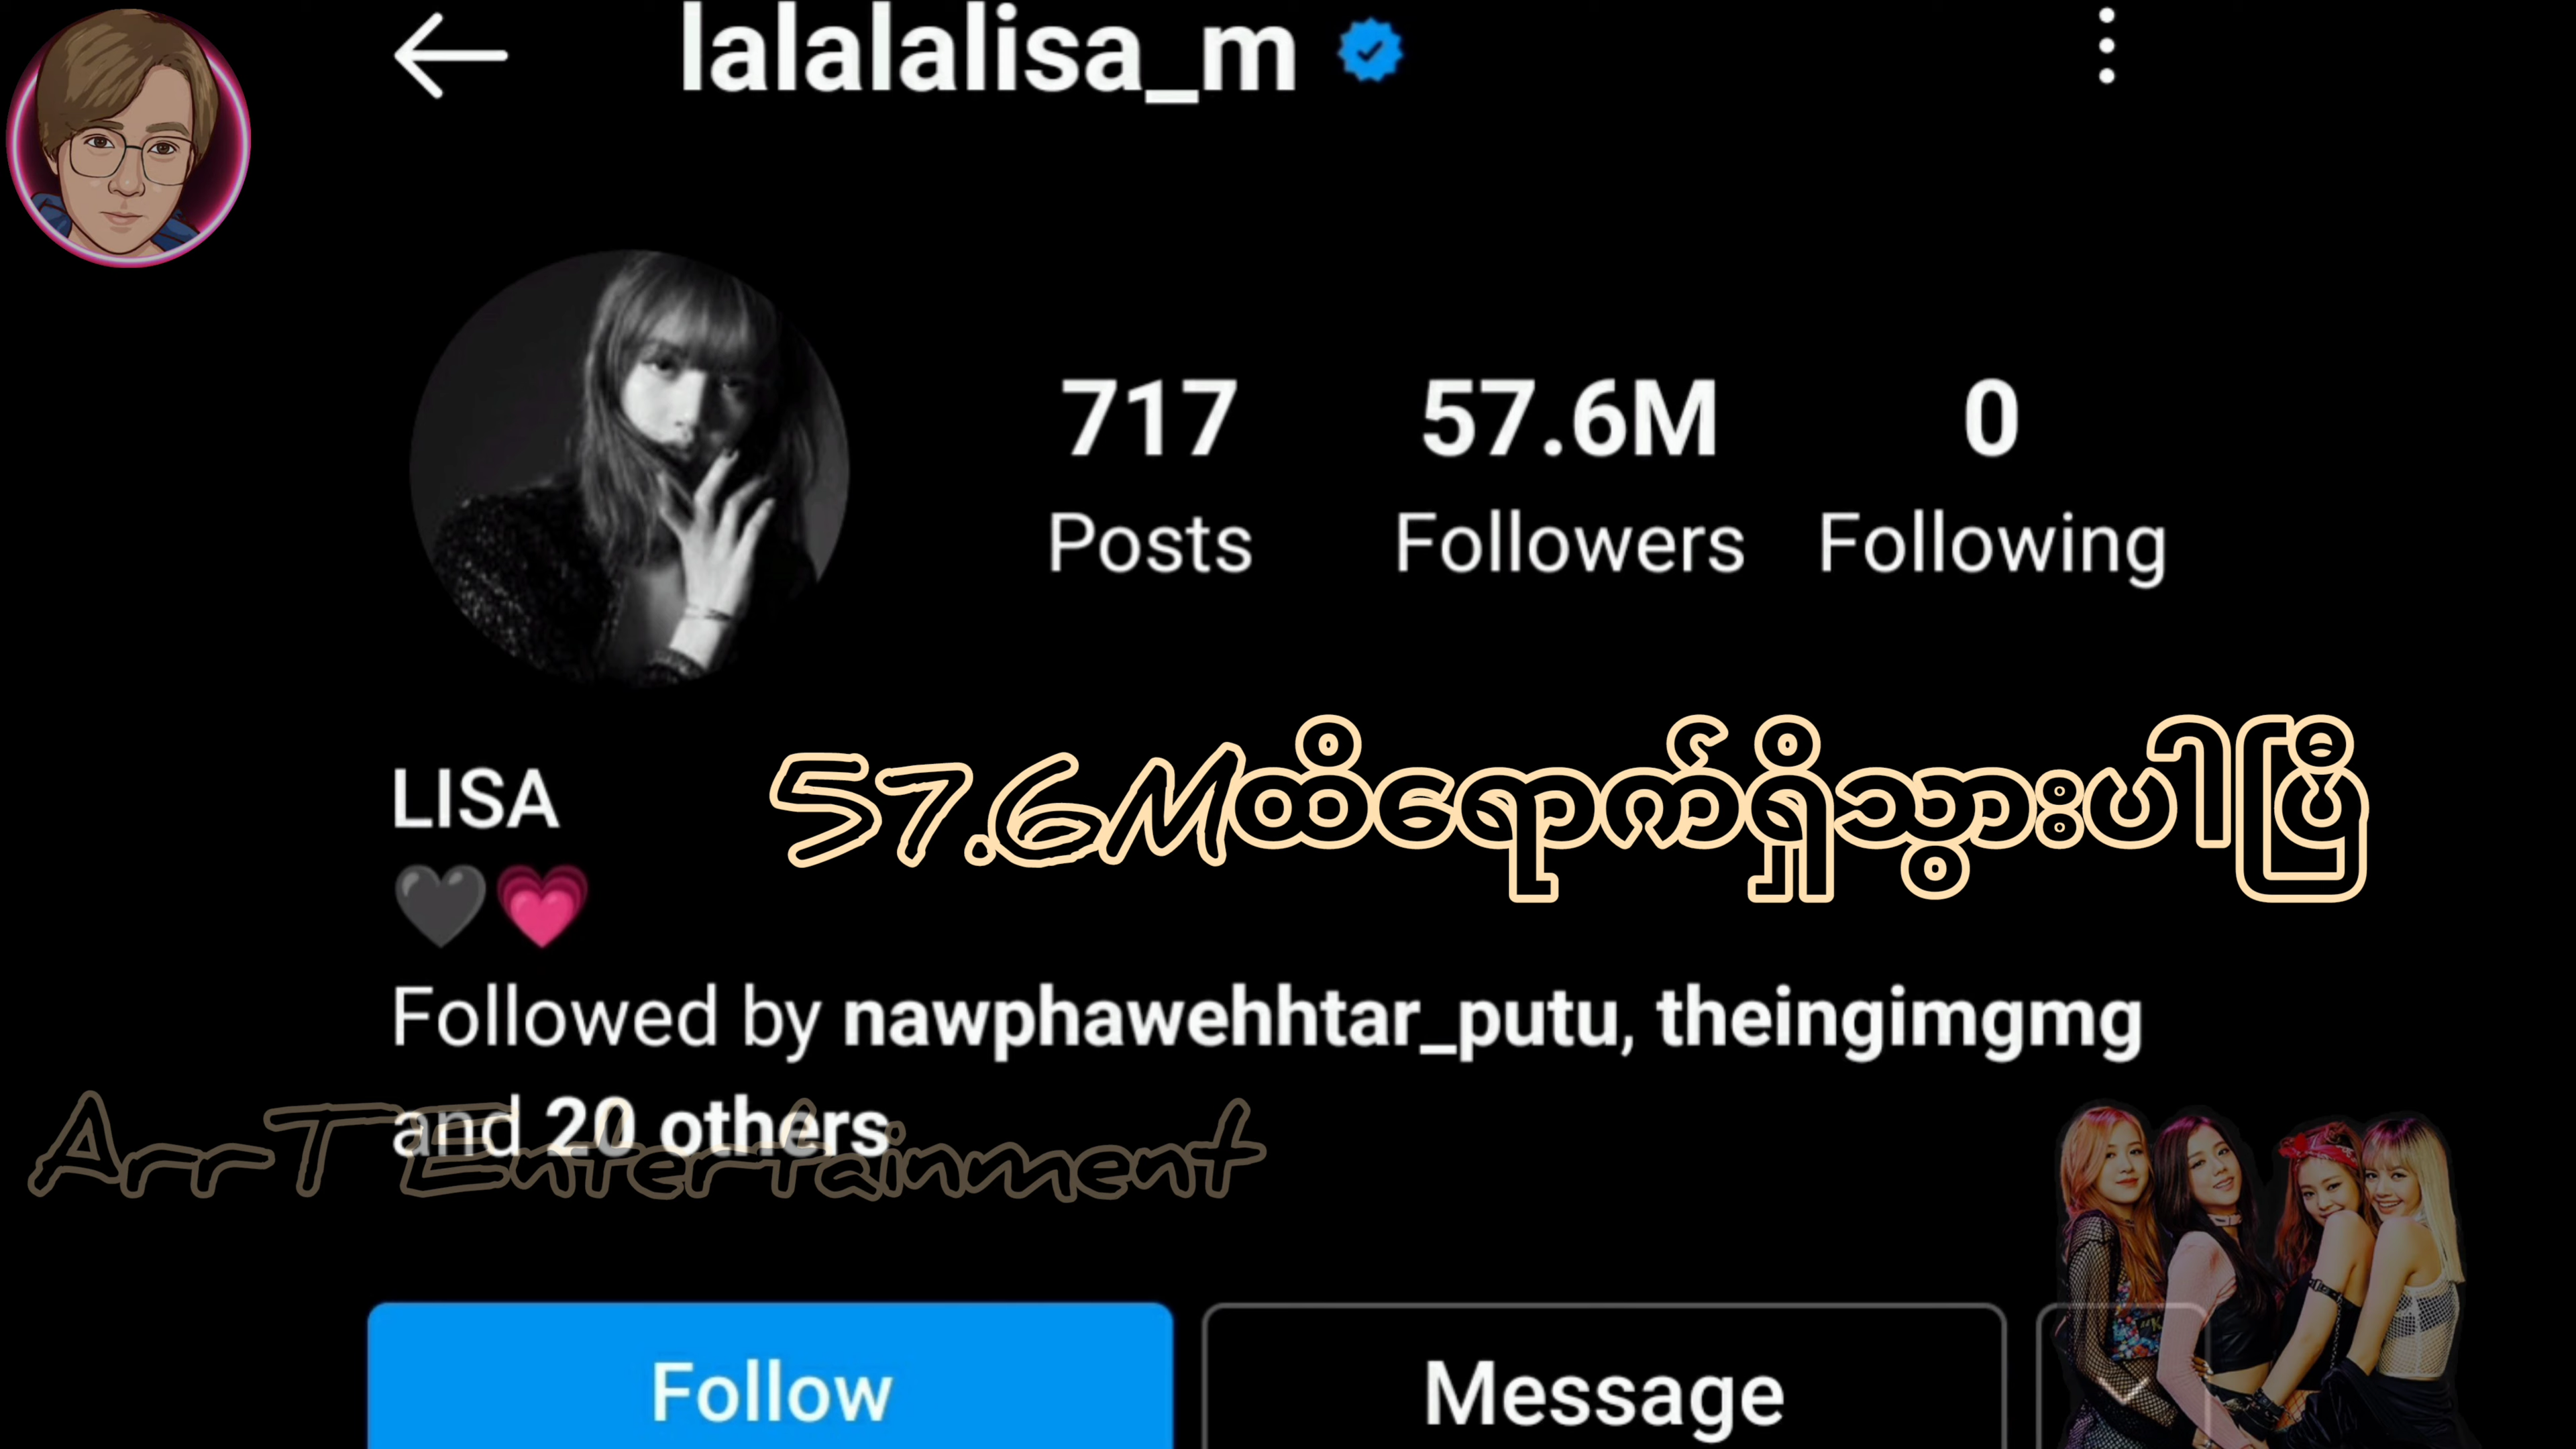 lalalalisa_m
717 57.6M 0
Posts Followers Following
LISA
57.6Mထိရောက်ရှိသွားပါပြီ
Followed by nawphawehhtar_putu, theingimgmg
and 20 others
ArrT Entertainment
Follow Message